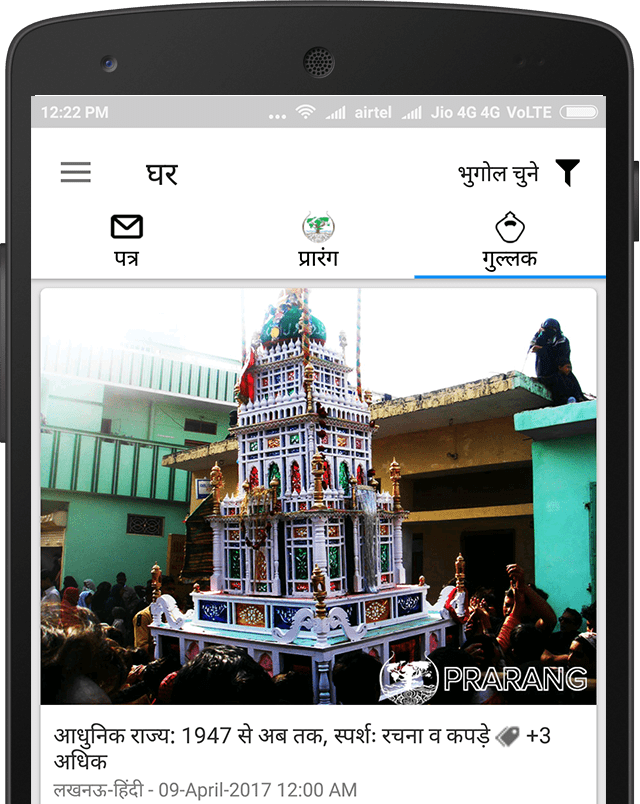 12:22 PM ... airtel Jio 4G 4G VoLTE
घर भुगोल चुने
पत्र प्रारंग गुल्लक
PRARANG
आधुनिक राज्य: 1947 से अब तक, स्पर्शः रचना व कपड़े +3
अधिक
लखनऊ-हिंदी - 09-April-2017 12:00 AM